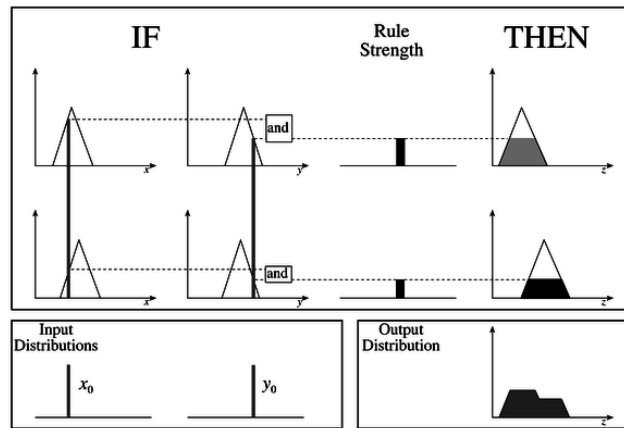 IF
Rule
Strength
THEN
and
x
y
z
and
x
y
z
Input
Distributions
x₀
y₀
Output
Distribution
z